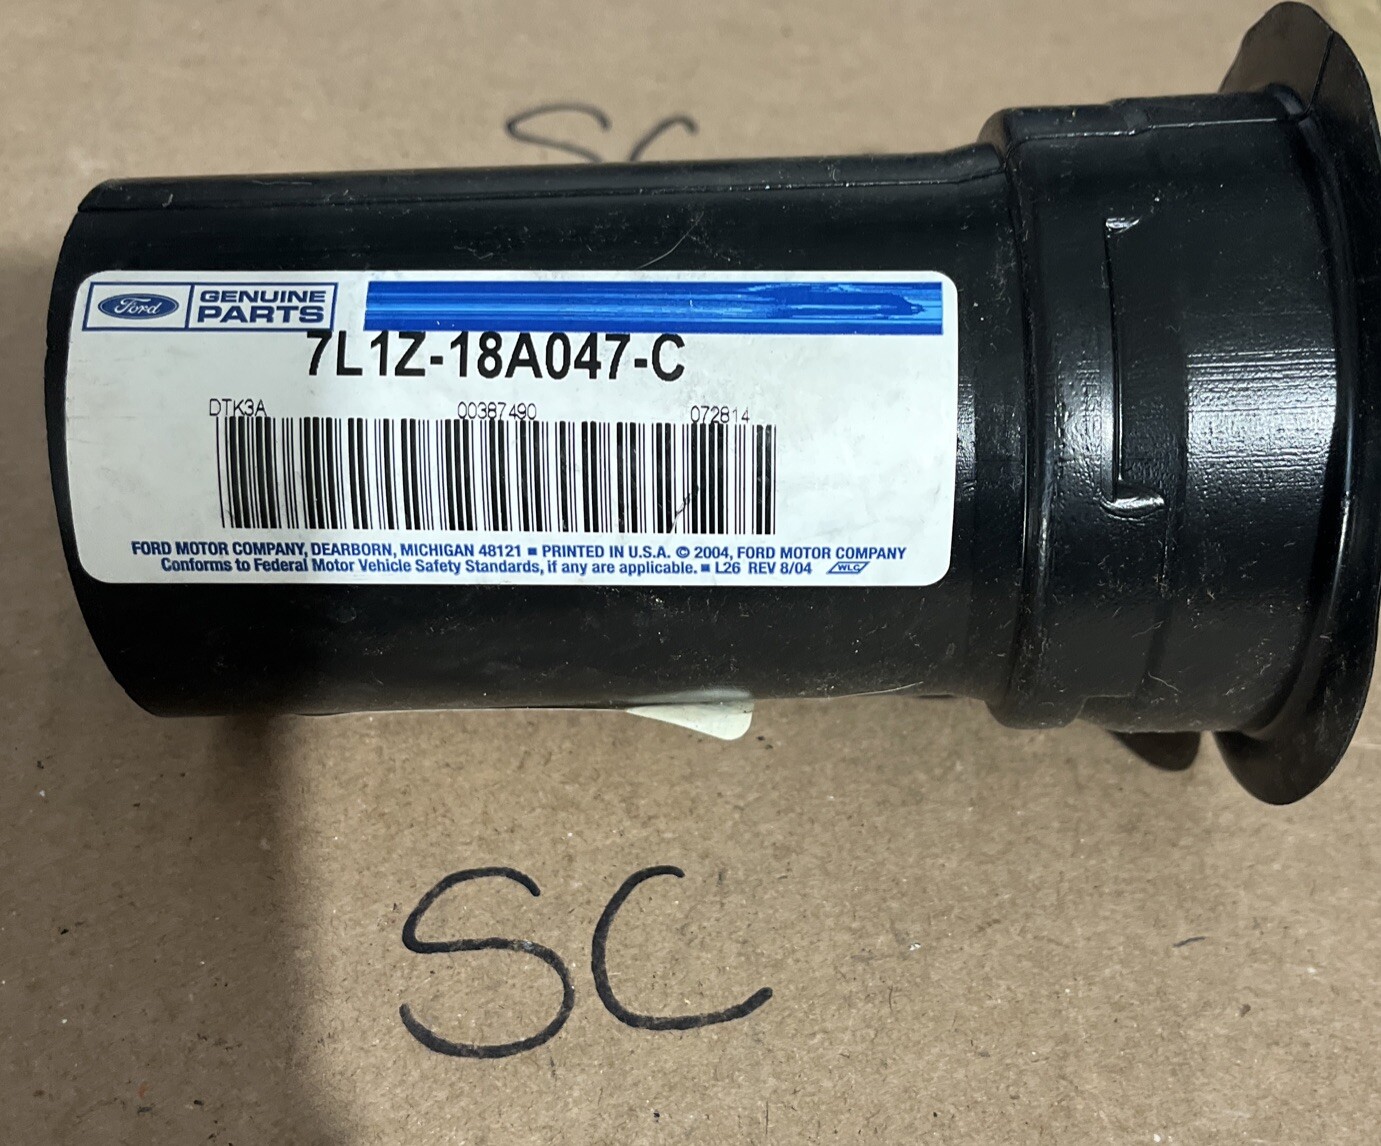 SC
Ford GENUINE PARTS
7L1Z-18A047-C
DTK3A 00387490 072814
FORD MOTOR COMPANY, DEARBORN, MICHIGAN 48121 ■ PRINTED IN U.S.A. © 2004, FORD MOTOR COMPANY
Conforms to Federal Motor Vehicle Safety Standards, if any are applicable. ■ L26 REV 8/04 WLC
SC